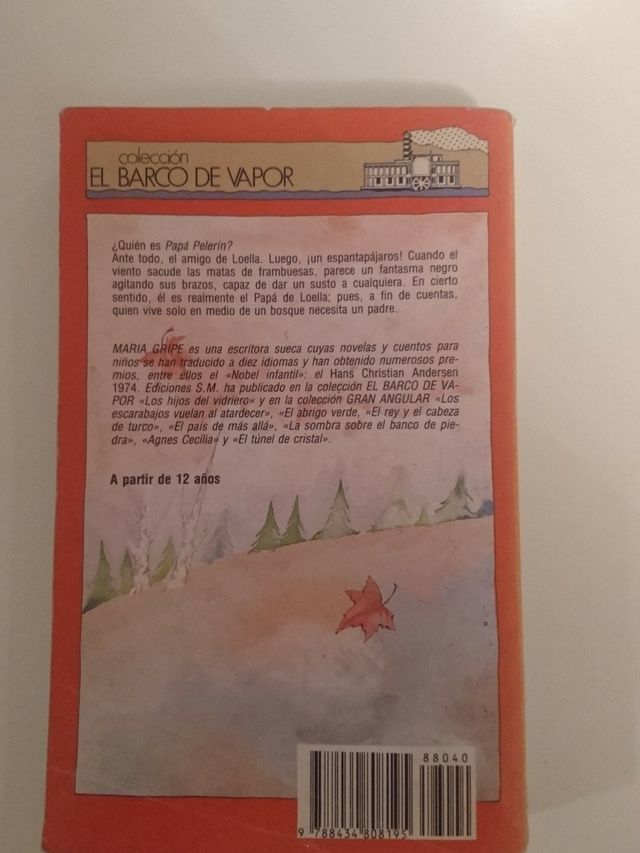 colección
EL BARCO DE VAPOR
¿Quién es Papá Pelerín?
Ante todo, el amigo de Loella. Luego, ¡un espantapájaros! Cuando el
viento sacude las matas de frambuesas, parece un fantasma negro
agitando sus brazos, capaz de dar un susto a cualquiera. En cierto
sentido, él es realmente el Papá de Loella; pues, a fin de cuentas,
quien vive solo en medio de un bosque necesita un padre.
MARIA GRIPE es una escritora sueca cuyas novelas y cuentos para
niños se han traducido a diez idiomas y han obtenido numerosos pre-
mios, entre ellos el «Nobel infantil»: el Hans Christian Andersen
1974. Ediciones S.M. ha publicado en la colección EL BARCO DE VA-
POR «Los hijos del vidriero» y en la colección GRAN ANGULAR «Los
escarabajos vuelan al atardecer», «El abrigo verde, «El rey y el cabeza
de turco», «El país de más allá», «La sombra sobre el banco de pie-
dra», «Agnes Cecilia» y «El túnel de cristal».
A partir de 12 años
88040
9 788434 808195